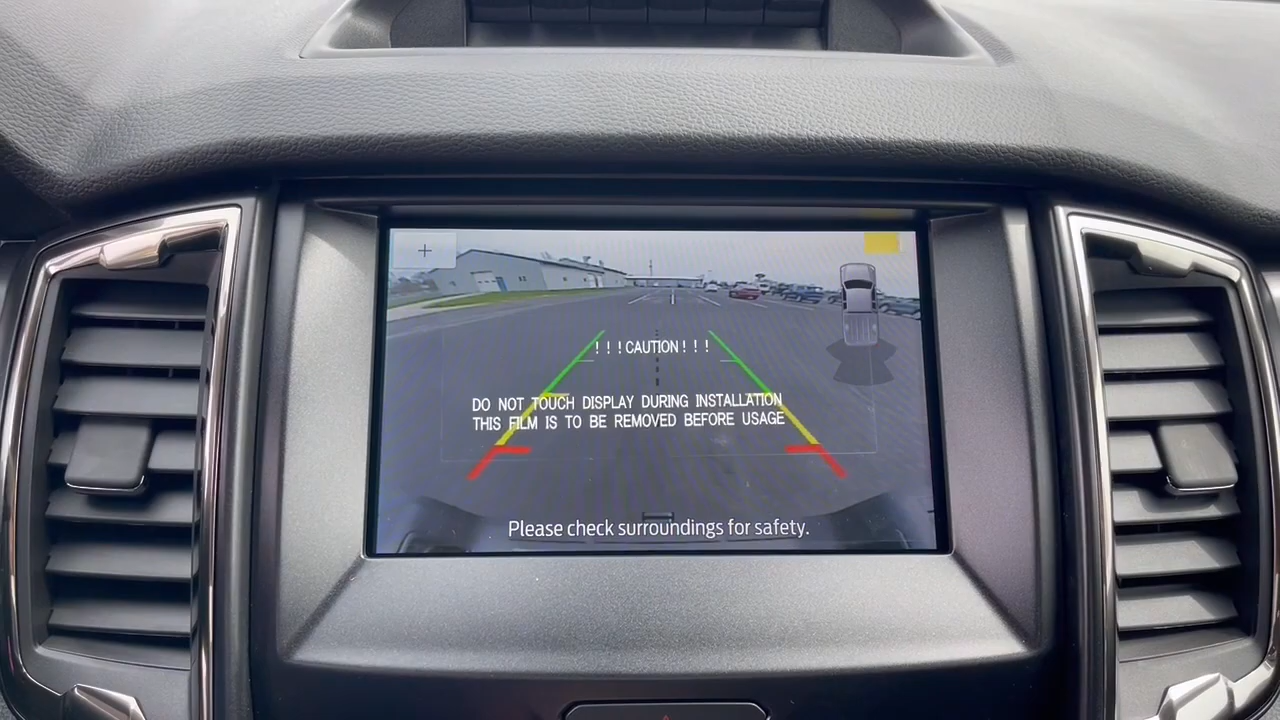 +
! ! ! CAUTION ! ! !
DO NOT TOUCH DISPLAY DURING INSTALLATION
THIS FILM IS TO BE REMOVED BEFORE USAGE
Please check surroundings for safety.